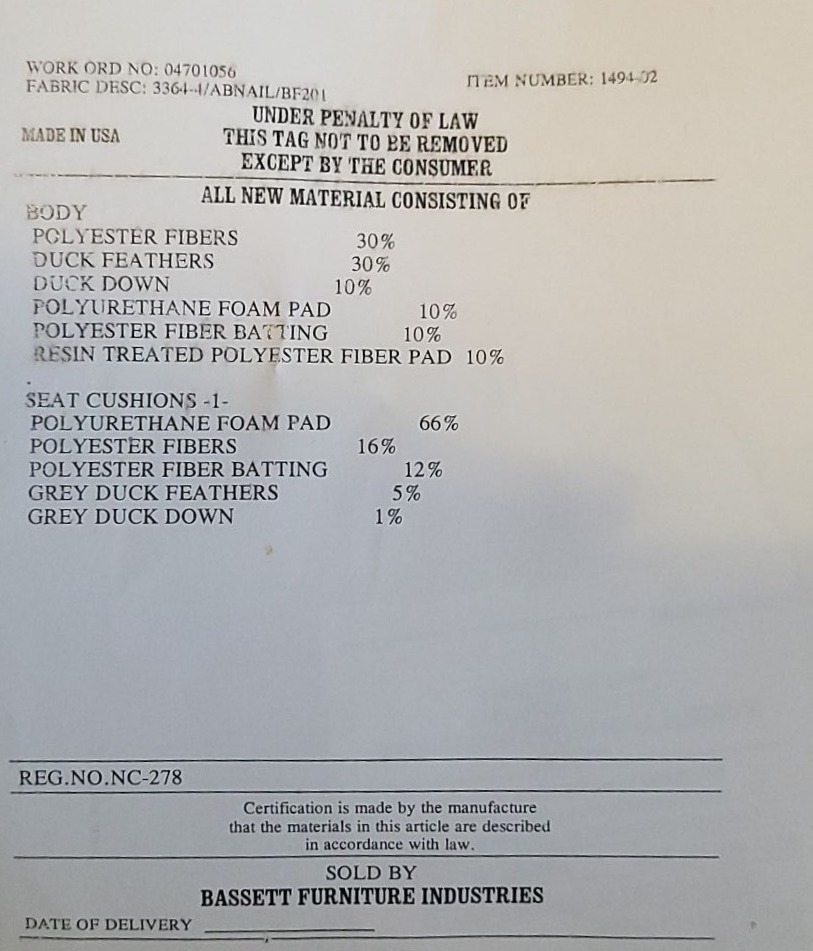 WORK ORD NO: 04701056
ITEM NUMBER: 1494-02
FABRIC DESC: 3364-4/ABNAIL/BF201
UNDER PENALTY OF LAW
MADE IN USA
THIS TAG NOT TO BE REMOVED
EXCEPT BY THE CONSUMER
ALL NEW MATERIAL CONSISTING OF
BODY
POLYESTER FIBERS 30%
DUCK FEATHERS 30%
DUCK DOWN 10%
POLYURETHANE FOAM PAD 10%
POLYESTER FIBER BATTING 10%
RESIN TREATED POLYESTER FIBER PAD 10%
.
SEAT CUSHIONS -1-
POLYURETHANE FOAM PAD 66%
POLYESTER FIBERS 16%
POLYESTER FIBER BATTING 12%
GREY DUCK FEATHERS 5%
GREY DUCK DOWN 1%
REG.NO.NC-278
Certification is made by the manufacture
that the materials in this article are described
in accordance with law.
SOLD BY
BASSETT FURNITURE INDUSTRIES
DATE OF DELIVERY